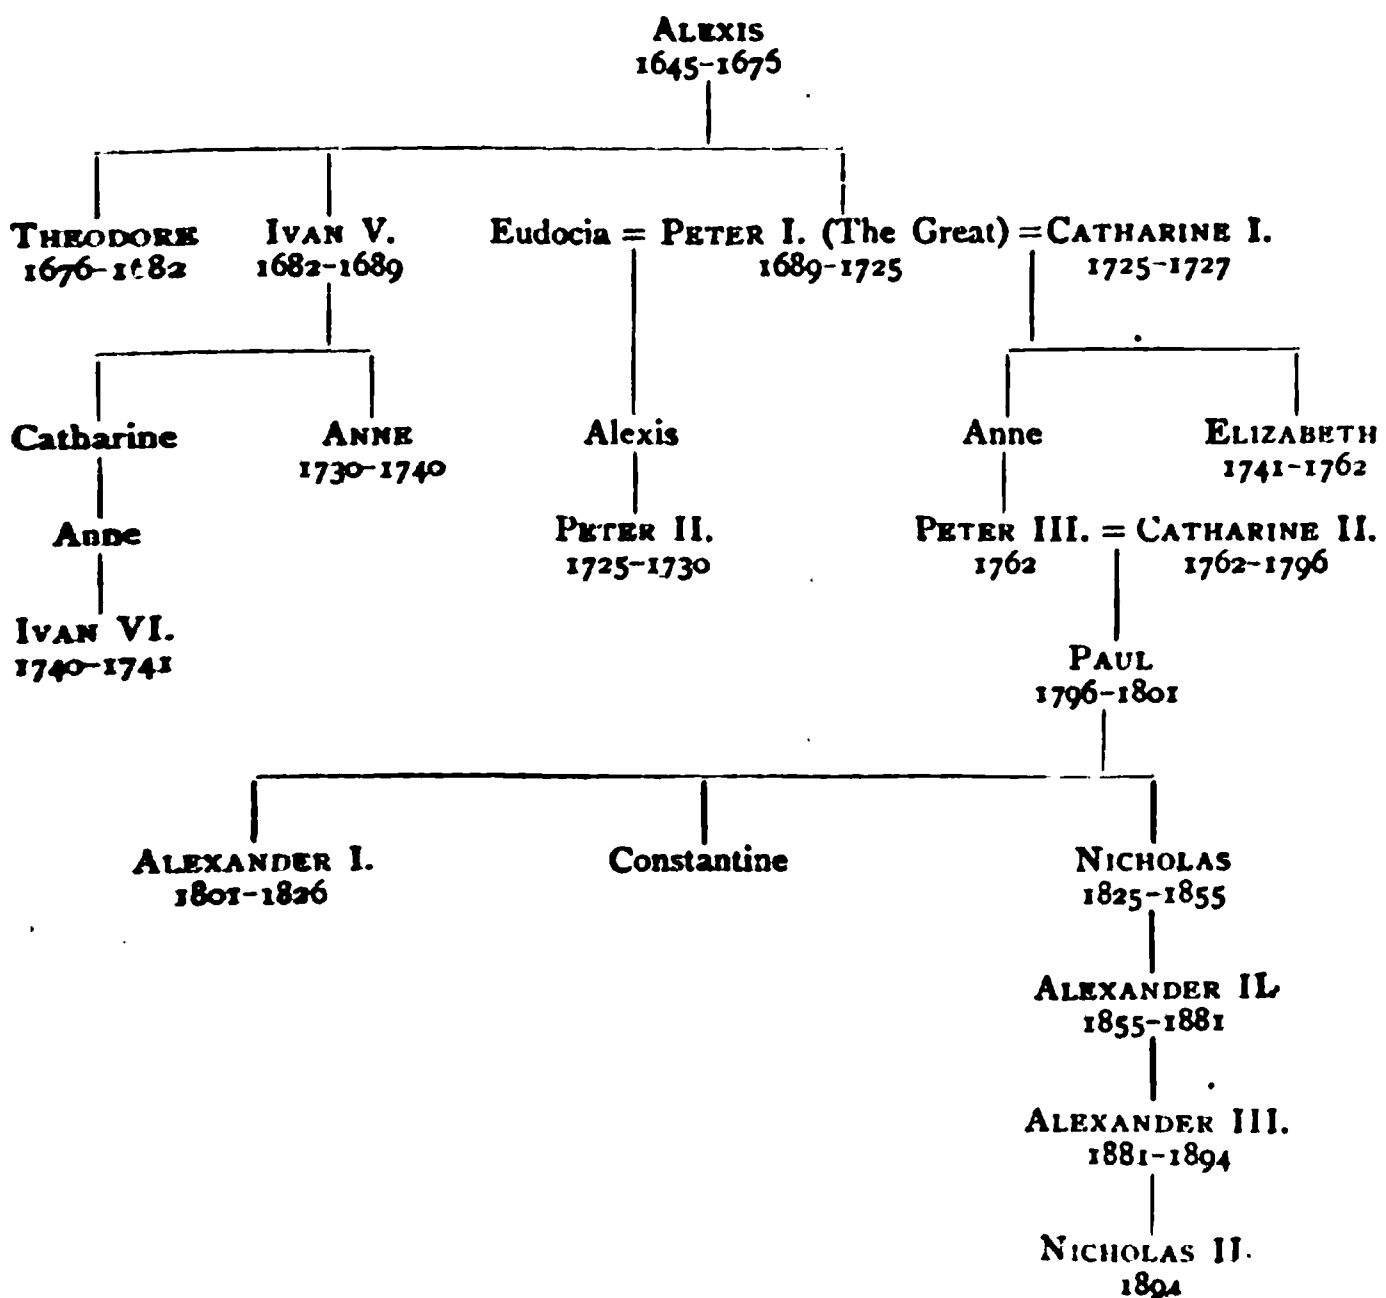 ALEXIS
1645-1676
THEODORE IVAN V. Eudocia = PETER I. (The Great) = CATHARINE I.
1676-1682 1682-1689 1689-1725 1725-1727
Catharine ANNE Alexis Anne ELIZABETH
1730-1740 1741-1762
Anne PETER II. PETER III. = CATHARINE II.
1725-1730 1762 1762-1796
IVAN VI.
1740-1741
PAUL
1796-1801
ALEXANDER I. Constantine NICHOLAS
1801-1826 1825-1855
ALEXANDER II.
1855-1881
ALEXANDER III.
1881-1894
NICHOLAS II.
1894